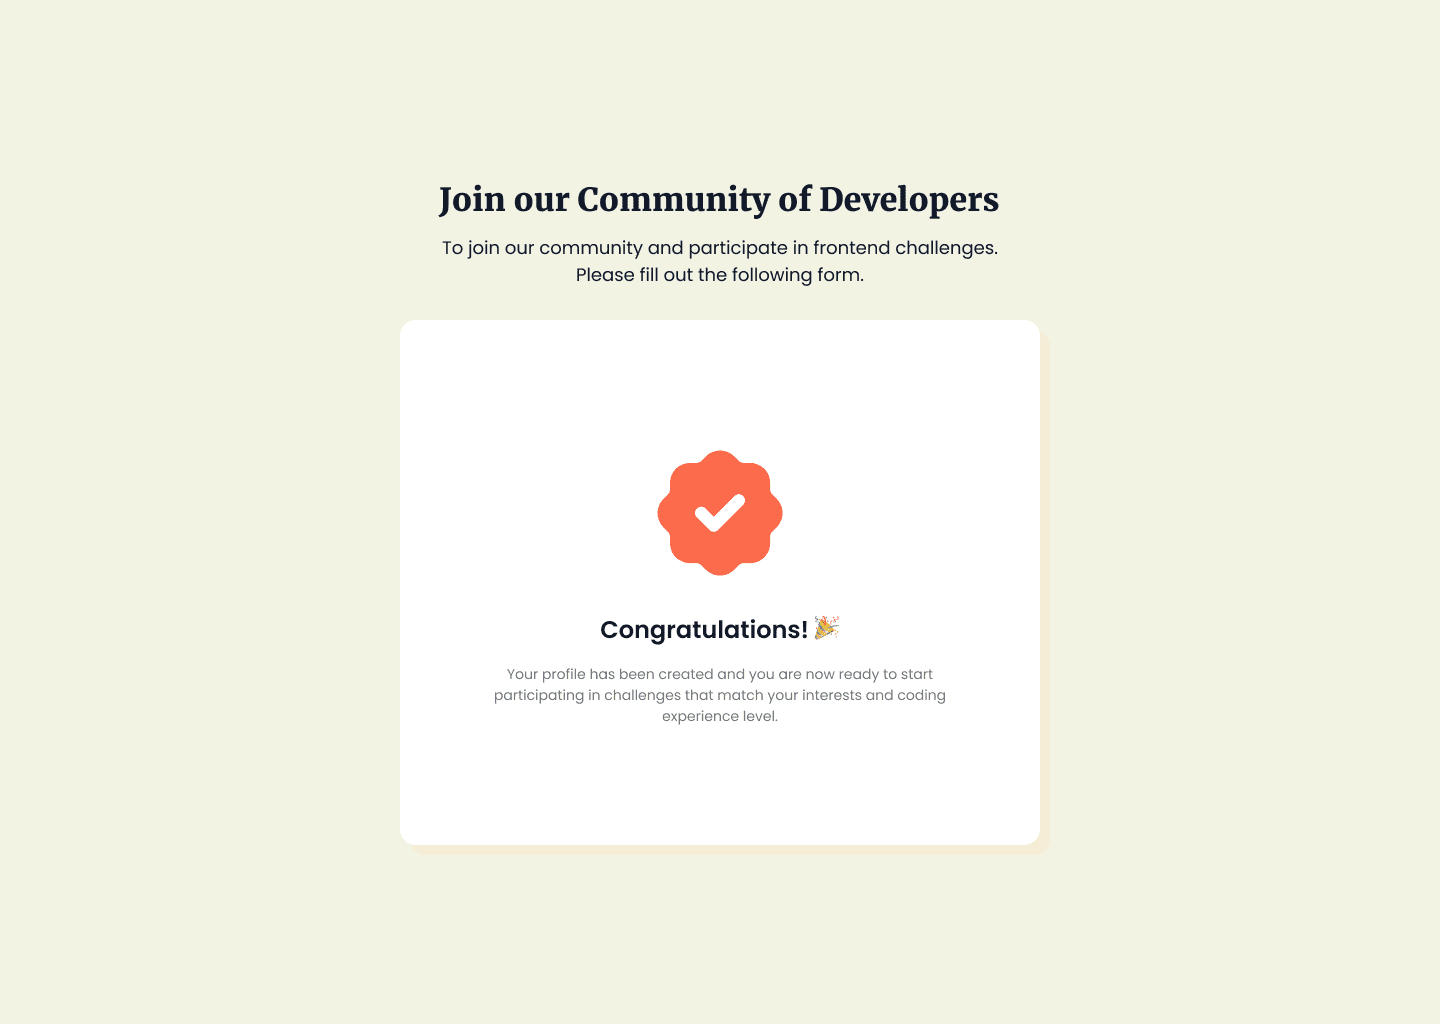 Join our Community of Developers
To join our community and participate in frontend challenges.
Please fill out the following form.
Congratulations! 🎉
Your profile has been created and you are now ready to start
participating in challenges that match your interests and coding
experience level.